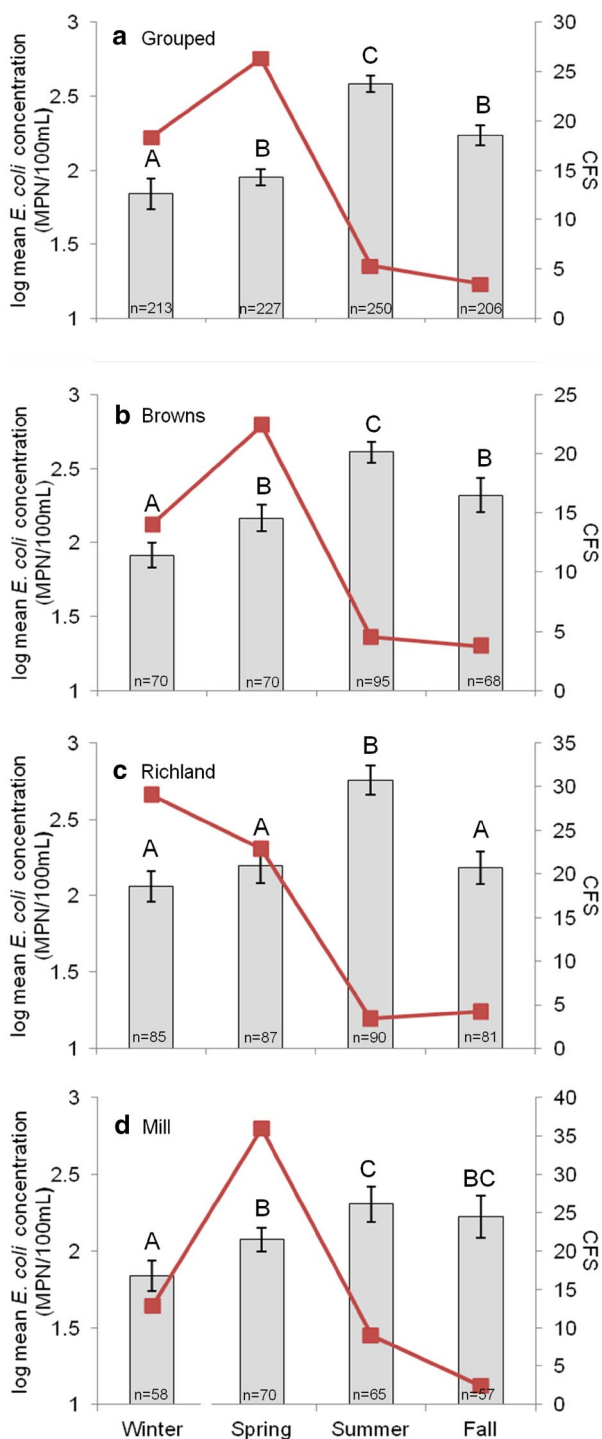 a Grouped
3
2.5
2
1.5
1
log mean E. coli concentration
(MPN/100mL)
30
25
20
15
10
5
0
CFS
A
B
C
B
n=213
n=227
n=250
n=206
b Browns
3
2.5
2
1.5
1
log mean E. coli concentration
(MPN/100mL)
25
20
15
10
5
0
CFS
A
B
C
B
n=70
n=70
n=95
n=68
c Richland
3
2.5
2
1.5
1
log mean E. coli concentration
(MPN/100mL)
35
30
25
20
15
10
5
0
CFS
A
A
B
A
n=85
n=87
n=90
n=81
d Mill
3
2.5
2
1.5
1
log mean E. coli concentration
(MPN/100mL)
40
35
30
25
20
15
10
5
0
CFS
A
B
C
BC
n=58
n=70
n=65
n=57
Winter Spring Summer Fall